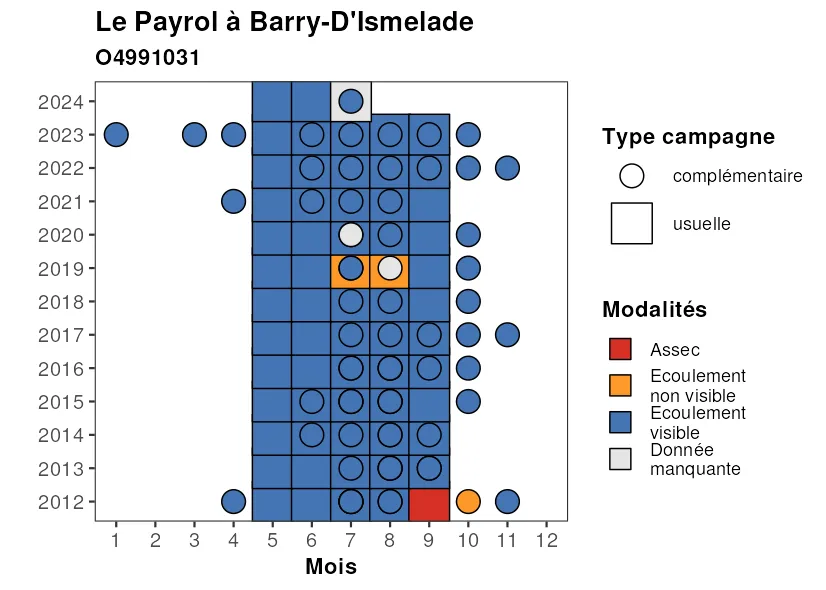 Le Payrol à Barry-D'Ismelade
O4991031
2024
2023
2022
2021
2020
2019
2018
2017
2016
2015
2014
2013
2012
1 2 3 4 5 6 7 8 9 10 11 12
Mois
Type campagne
complémentaire
usuelle
Modalités
Assec
Ecoulement
non visible
Ecoulement
visible
Donnée
manquante